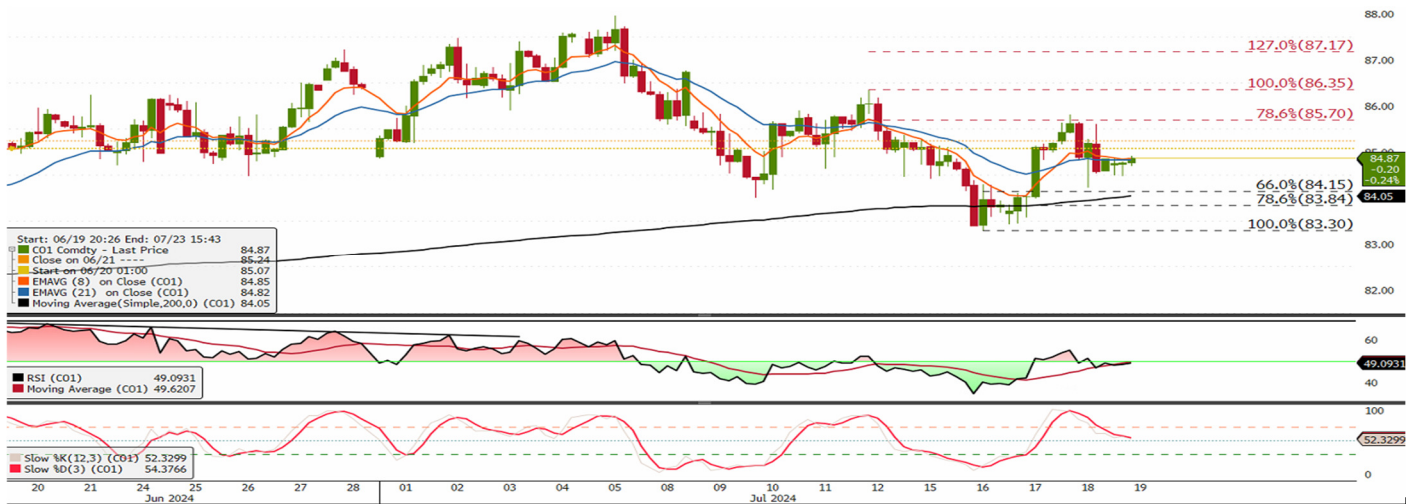 88.00
127.0%(87.17)
87.00
100.0%(86.35)
86.00
78.6%(85.70)
85.00
84.87
-0.20
-0.24%
66.0%(84.15)
84.05
78.6%(83.84)
100.0%(83.30)
83.00
82.00
Start: 06/19 20:26 End: 07/23 15:43
CO1 Comdty - Last Price 84.87
Close on 06/21 ---- 85.24
Start on 06/20 01:00 85.07
EMAVG (8) on Close (CO1) 84.85
EMAVG (21) on Close (CO1) 84.82
Moving Average(Simple,200,0) (CO1) 84.05
60
49.0931
40
RSI (CO1) 49.0931
Moving Average (CO1) 49.6207
100
52.3299
0
Slow %K(12,3) (CO1) 52.3299
Slow %D(3) (CO1) 54.3766
20 21 24 25 26 27 28 01 02 03 04 05 08 09 10 11 12 15 16 17 18 19
Jun 2024 Jul 2024